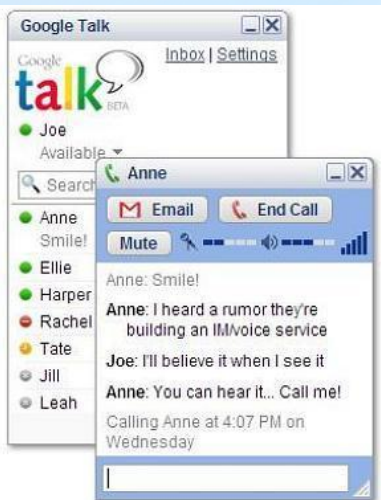 Google Talk
Inbox | Settings
Google
talk
BETA
Joe
Available
Search
Anne
Smile!
Ellie
Harper
Rachel
Tate
Jill
Leah
Anne
Email
End Call
Mute
Anne: Smile!
Anne: I heard a rumor they're
building an IM/voice service
Joe: I'll believe it when I see it
Anne: You can hear it... Call me!
Calling Anne at 4:07 PM on
Wednesday